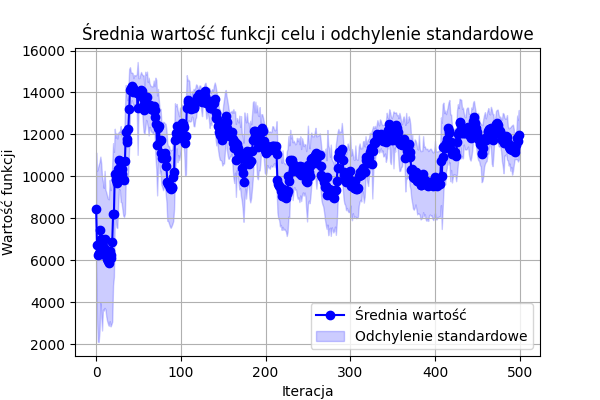 Średnia wartość funkcji celu i odchylenie standardowe
16000
14000
12000
10000
8000
6000
4000
2000
Wartość funkcji
Średnia wartość
Odchylenie standardowe
0 100 200 300 400 500
Iteracja